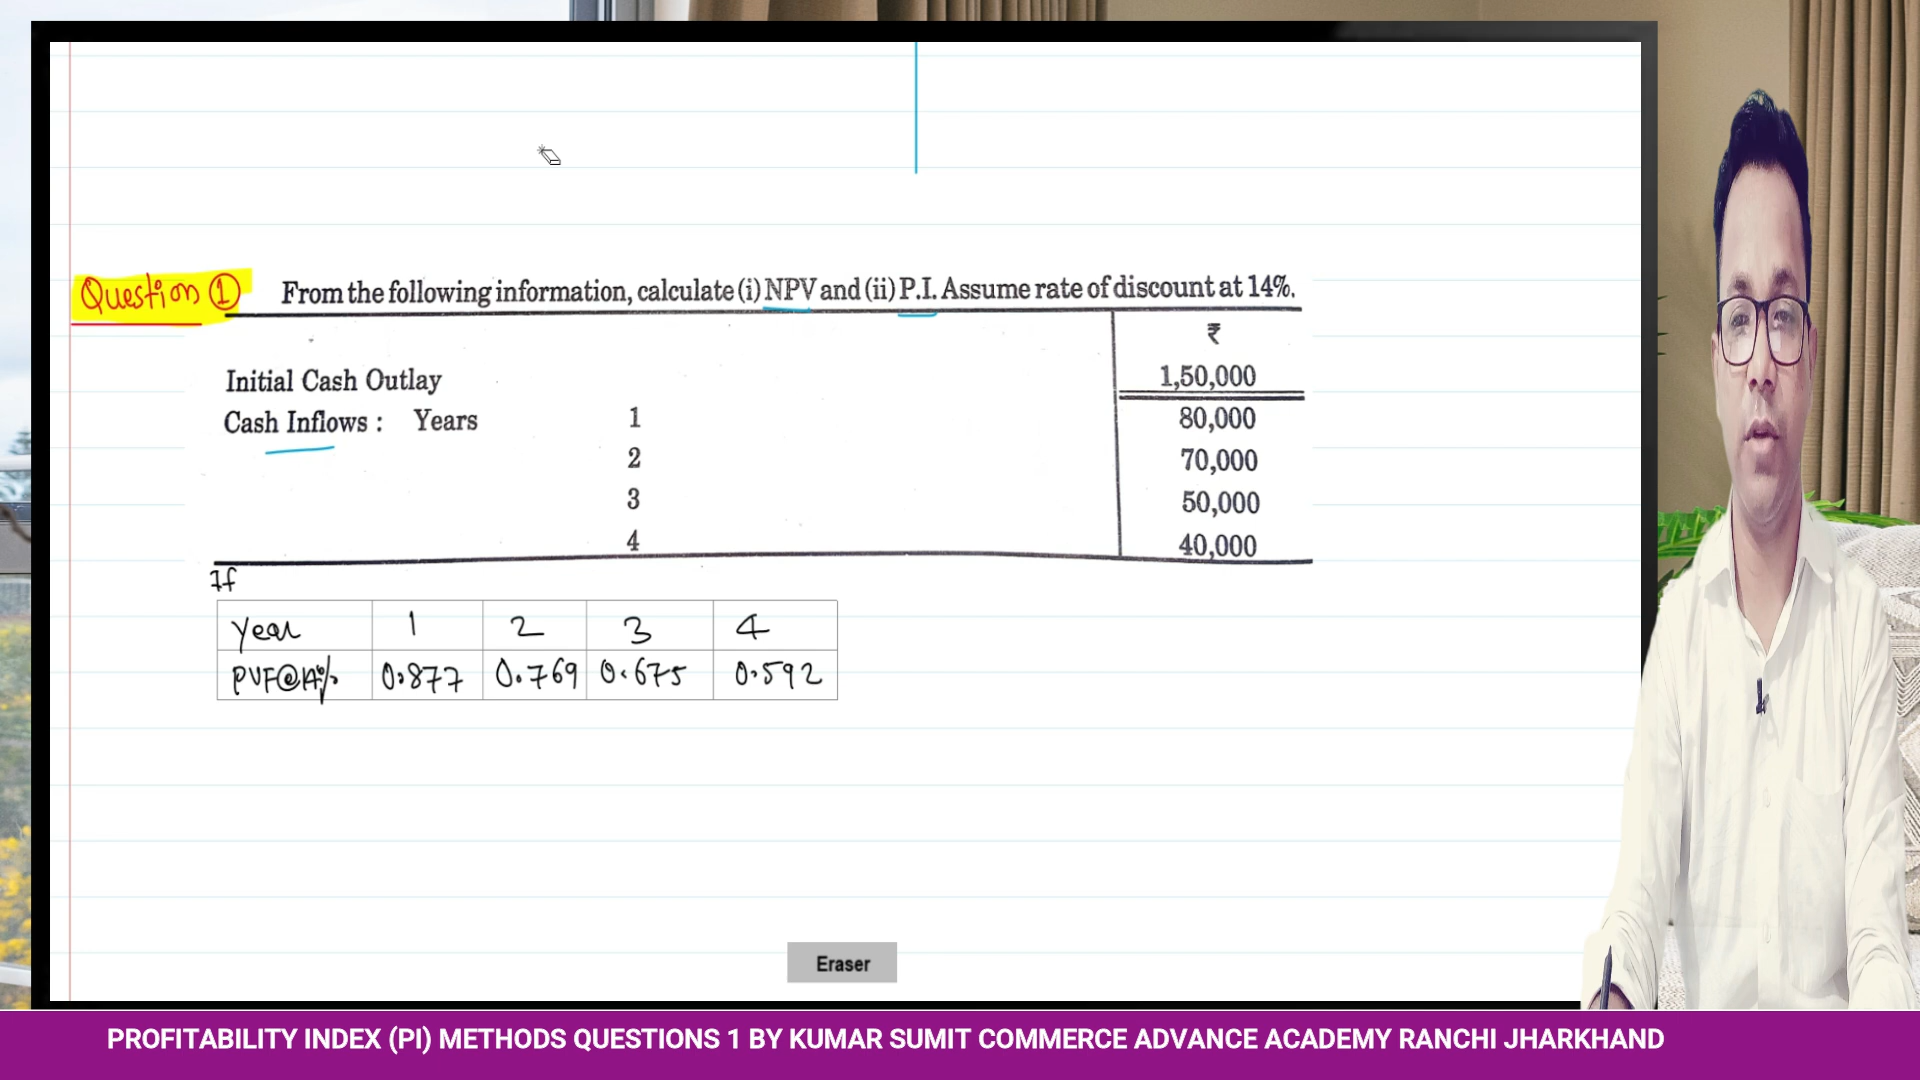 Question ① From the following information, calculate (i) NPV and (ii) P.I. Assume rate of discount at 14%.
₹
Initial Cash Outlay 1,50,000
Cash Inflows : Years 1 80,000
2 70,000
3 50,000
4 40,000
If
Year 1 2 3 4
PVF@14% 0.877 0.769 0.675 0.592
Eraser
PROFITABILITY INDEX (PI) METHODS QUESTIONS 1 BY KUMAR SUMIT COMMERCE ADVANCE ACADEMY RANCHI JHARKHAND